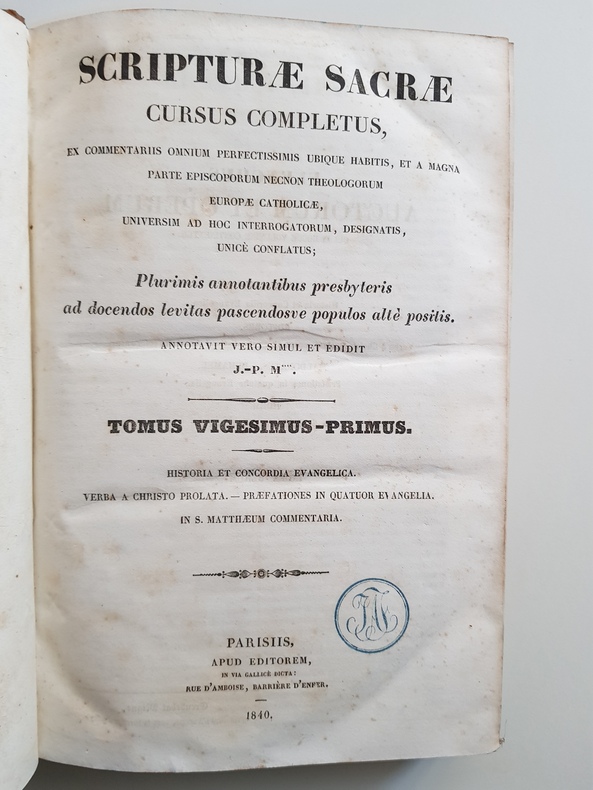 SCRIPTURÆ SACRÆ
CURSUS COMPLETUS,
EX COMMENTARIIS OMNIUM PERFECTISSIMIS UBIQUE HABITIS, ET A MAGNA
PARTE EPISCOPORUM NECNON THEOLOGORUM
EUROPÆ CATHOLICÆ,
UNIVERSIM AD HOC INTERROGATORUM, DESIGNATIS,
UNICÈ CONFLATUS;
Plurimis annotantibus presbyteris
ad docendos levitas pascendosve populos altè positis.
ANNOTAVIT VERO SIMUL ET EDIDIT
J.-P. M****.
TOMUS VIGESIMUS-PRIMUS.
HISTORIA ET CONCORDIA EVANGELICA.
VERBA A CHRISTO PROLATA. — PRÆFATIONES IN QUATUOR EVANGELIA.
IN S. MATTHÆUM COMMENTARIA.
PARISIIS,
APUD EDITOREM,
IN VIA GALLICÈ DICTA:
RUE D'AMBOISE, BARRIÈRE D'ENFER.
1840.